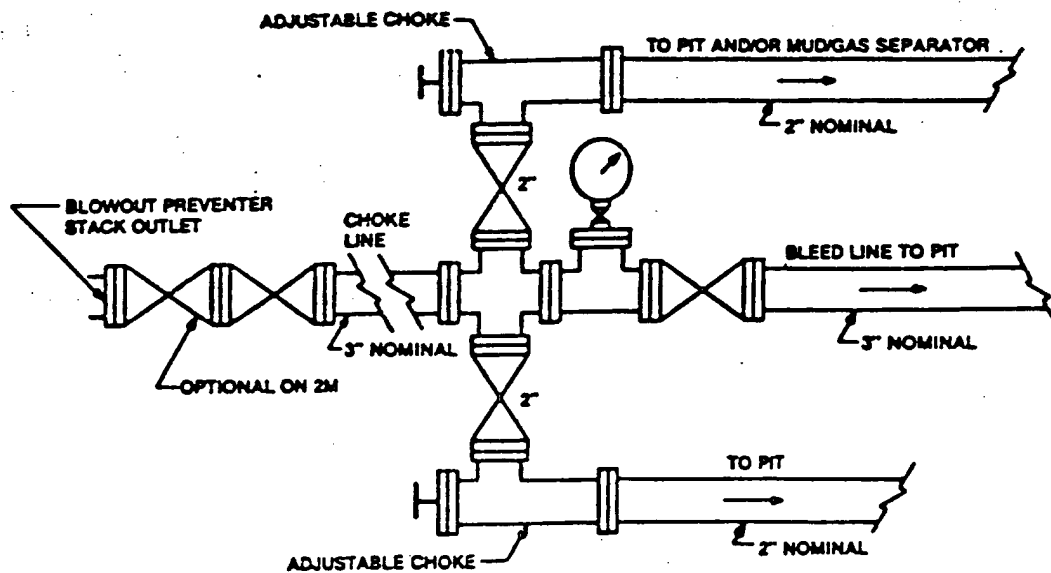 ADJUSTABLE CHOKE
TO PIT AND/OR MUD/GAS SEPARATOR
2" NOMINAL
2"
BLOWOUT PREVENTER
STACK OUTLET
CHOKE
LINE
BLEED LINE TO PIT
3" NOMINAL
3" NOMINAL
OPTIONAL ON 2M
2"
TO PIT
2" NOMINAL
ADJUSTABLE CHOKE